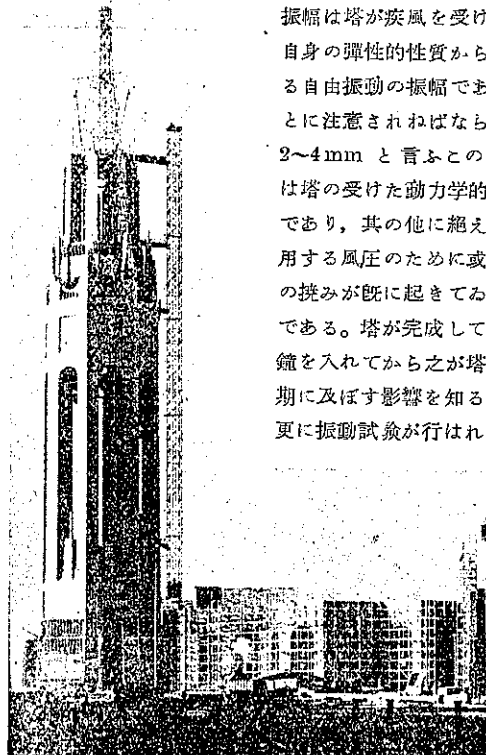 振幅は塔が疾風を受け
自身の彈性的性質から
る自由振動の振幅であ
とに注意されねばなら
2~4mm と言ふこの
は塔の受けた動力学的
であり，其の他に絶え
用する風圧のために或
の撓みが既に起きてゐ
である。塔が完成して
鐘を入れてから之が塔
期に及ぼす影響を知る
更に振動試験が行はれ